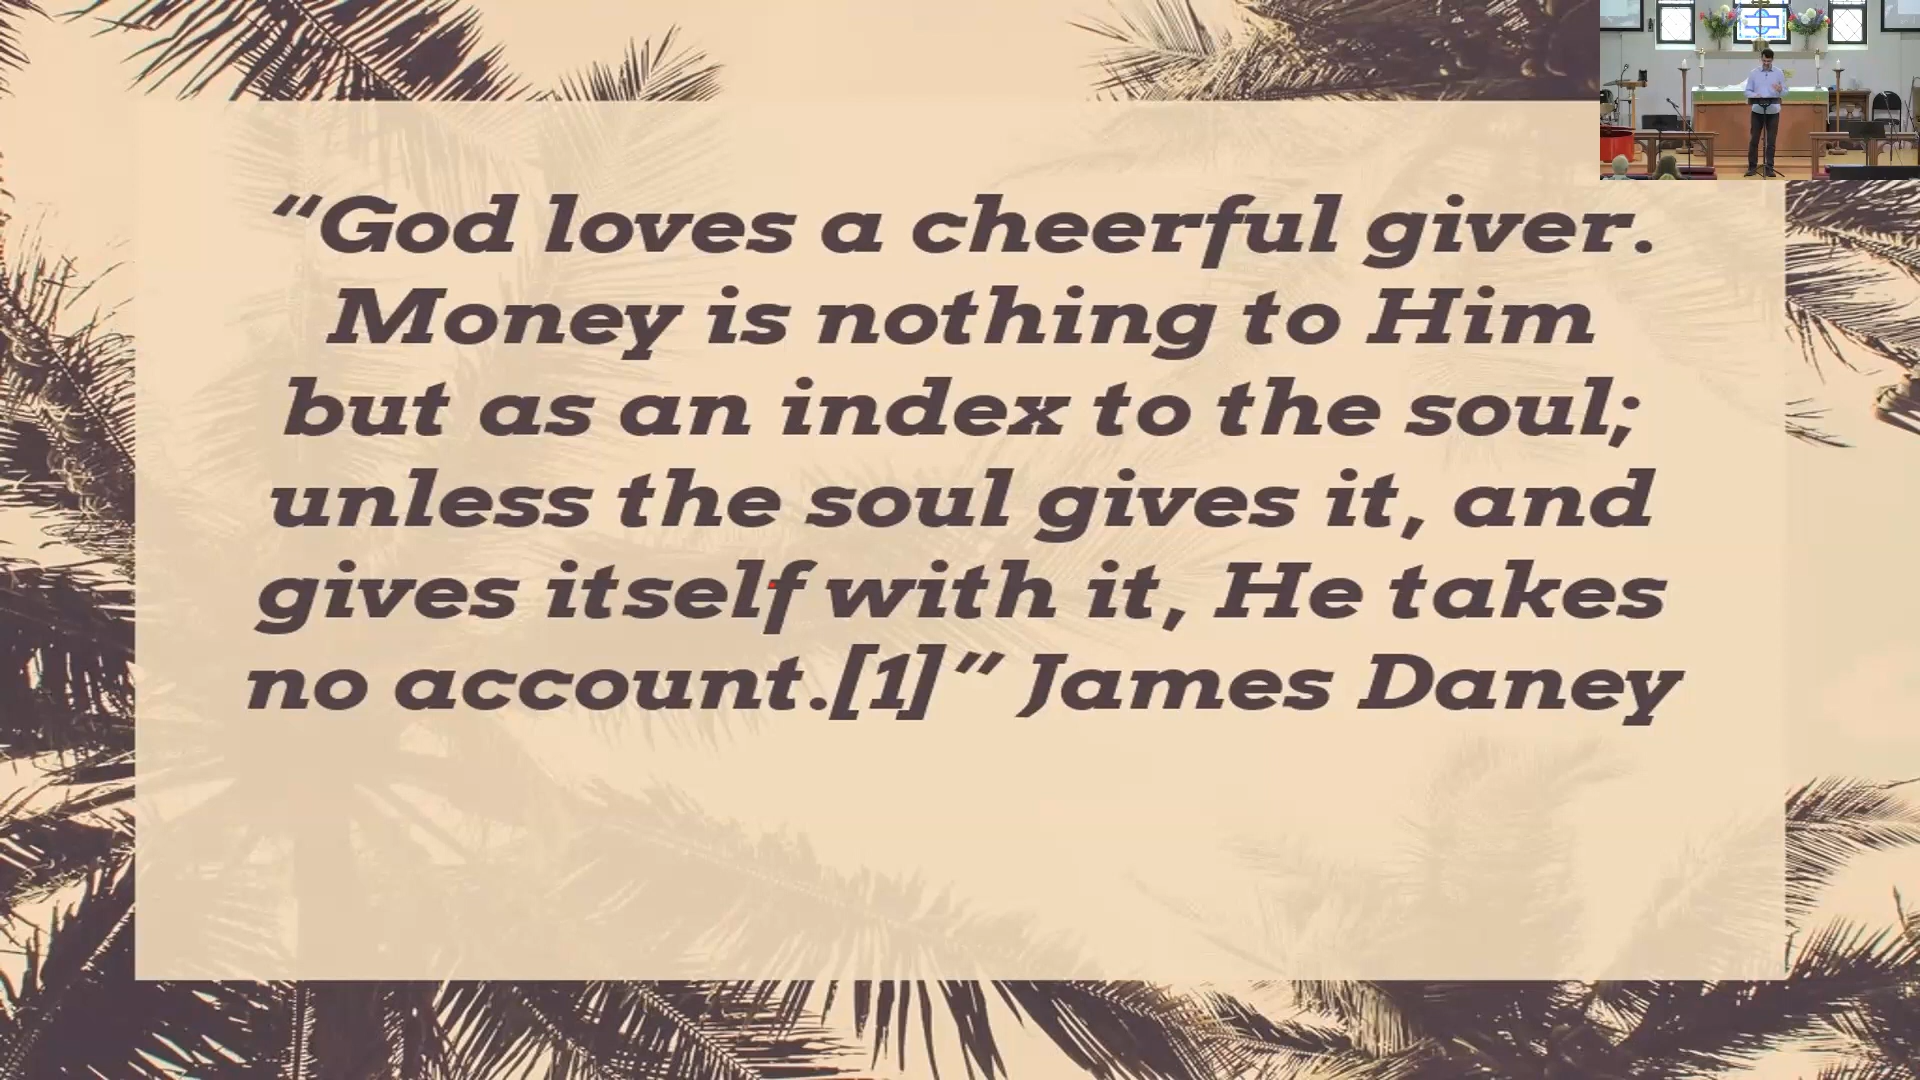 “God loves a cheerful giver.
Money is nothing to Him
but as an index to the soul;
unless the soul gives it, and
gives itself with it, He takes
no account.[1]” James Daney